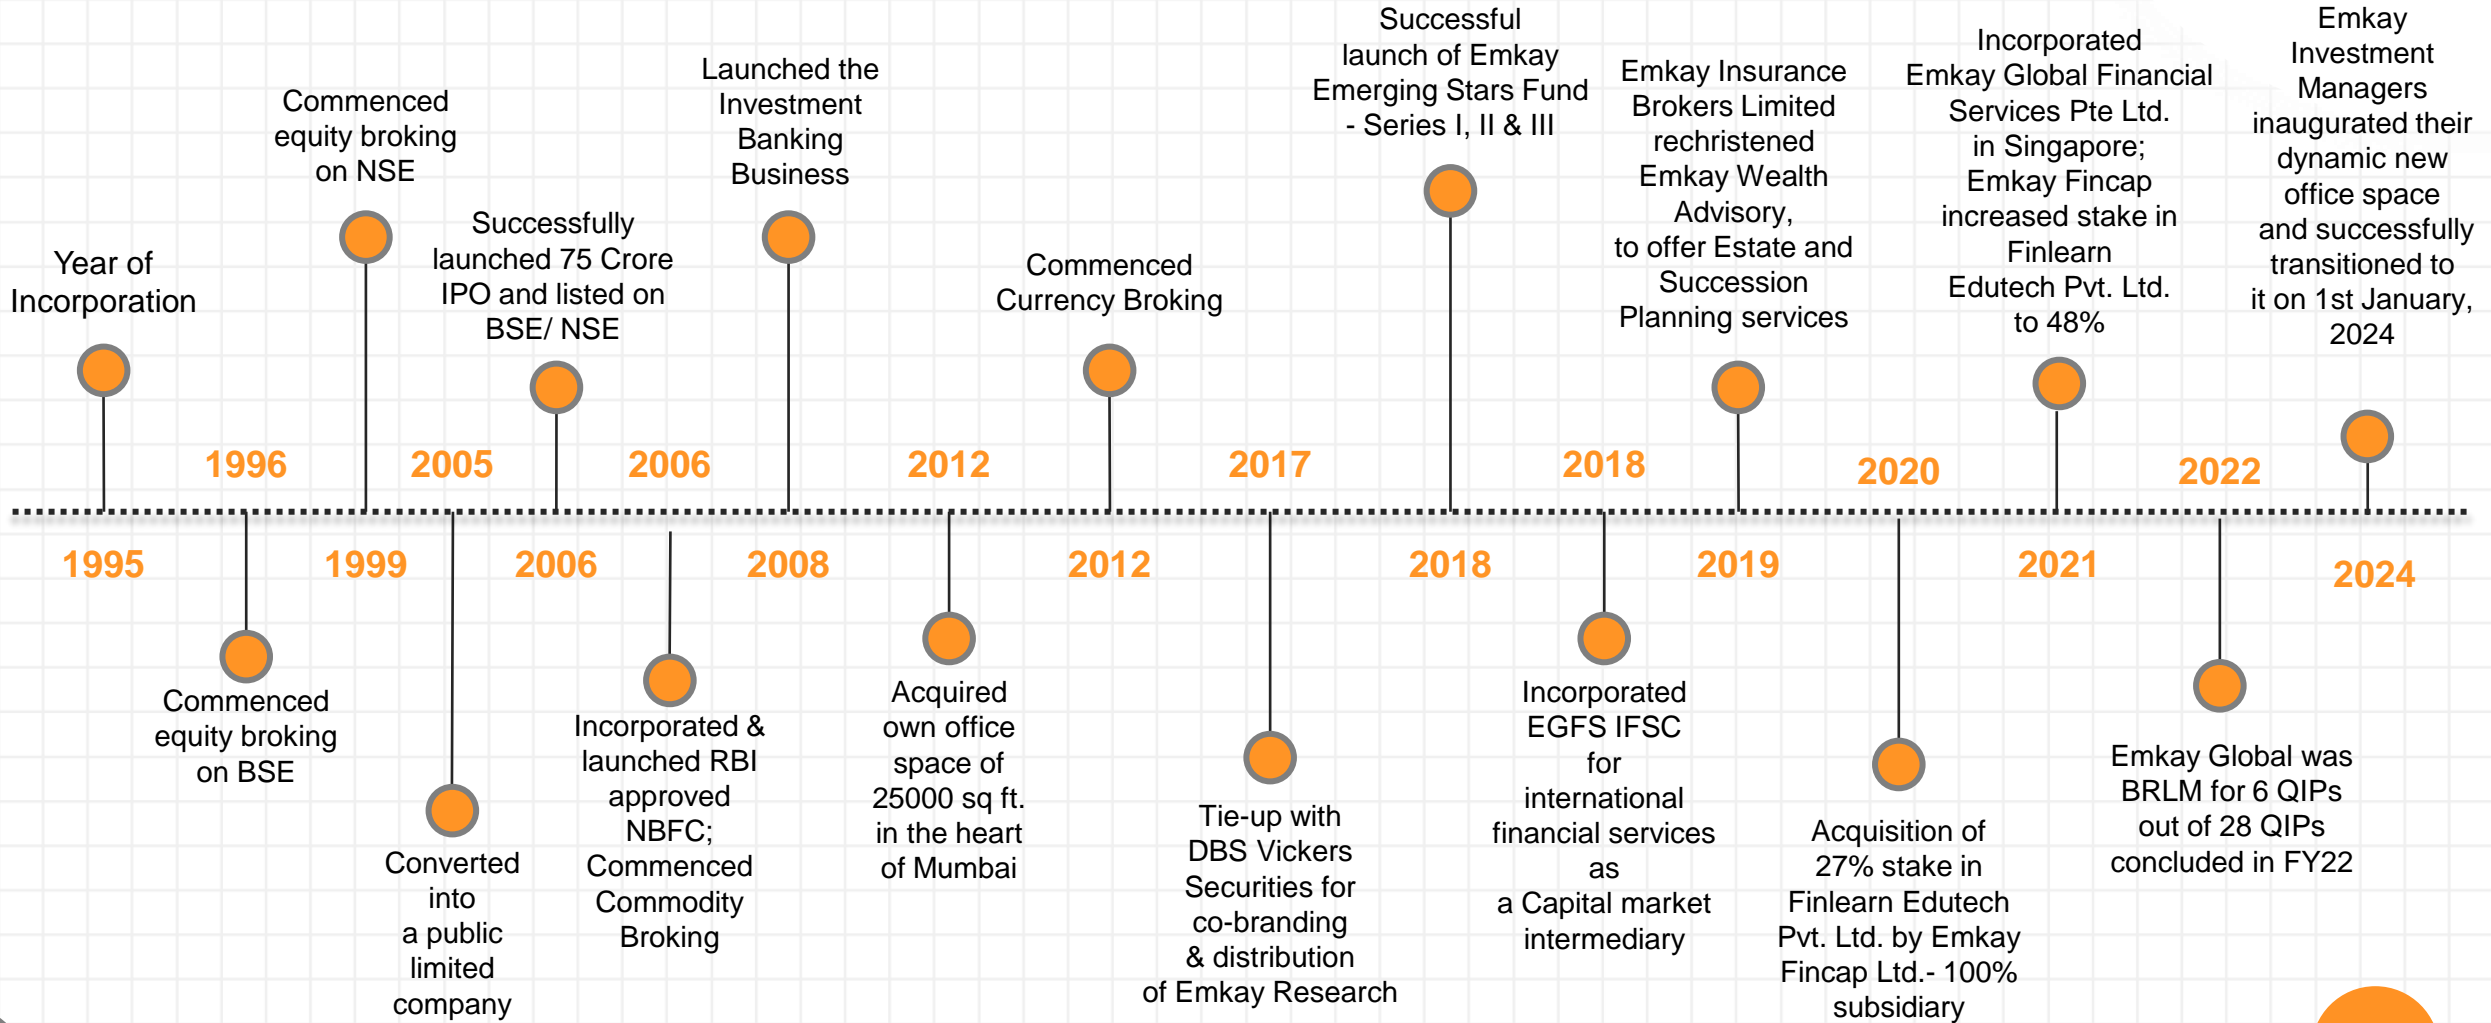 Year of
Incorporation
1995
1996
Commenced
equity broking
on BSE
Commenced
equity broking
on NSE
1999
2005
Converted
into
a public
limited
company
Successfully
launched 75 Crore
IPO and listed on
BSE/ NSE
2006
2006
Incorporated &
launched RBI
approved
NBFC;
Commenced
Commodity
Broking
Launched the
Investment
Banking
Business
2008
2012
Acquired
own office
space of
25000 sq ft.
in the heart
of Mumbai
Commenced
Currency Broking
2012
2017
Tie-up with
DBS Vickers
Securities for
co-branding
& distribution
of Emkay Research
Successful
launch of Emkay
Emerging Stars Fund
- Series I, II & III
2018
2018
Incorporated
EGFS IFSC
for
international
financial services
as
a Capital market
intermediary
Emkay Insurance
Brokers Limited
rechristened
Emkay Wealth
Advisory,
to offer Estate and
Succession
Planning services
2019
2020
Acquisition of
27% stake in
Finlearn Edutech
Pvt. Ltd. by Emkay
Fincap Ltd.- 100%
subsidiary
Incorporated
Emkay Global Financial
Services Pte Ltd.
in Singapore;
Emkay Fincap
increased stake in
Finlearn
Edutech Pvt. Ltd.
to 48%
2021
2022
Emkay Global was
BRLM for 6 QIPs
out of 28 QIPs
concluded in FY22
Emkay
Investment
Managers
inaugurated their
dynamic new
office space
and successfully
transitioned to
it on 1st January,
2024
2024